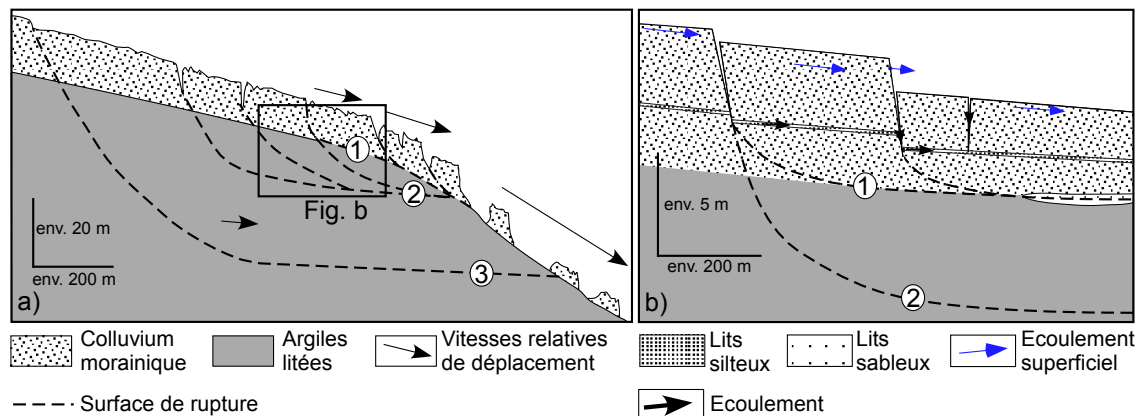 1
2
Fig. b
3
env. 20 m
env. 200 m
a)
1
env. 5 m
env. 200 m
2
b)
Colluvium
morainique
Argiles
litées
Vitesses relatives
de déplacement
Surface de rupture
Lits
silteux
Lits
sableux
Ecoulement
superficiel
Ecoulement